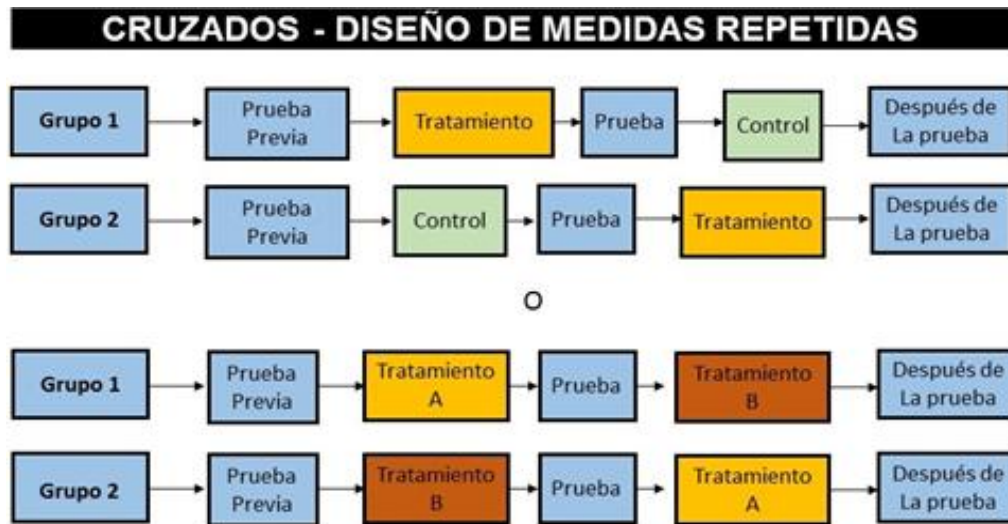 CRUZADOS - DISEÑO DE MEDIDAS REPETIDAS
Grupo 1
Prueba
Previa
Tratamiento
Prueba
Control
Después de
La prueba
Grupo 2
Prueba
Previa
Control
Prueba
Tratamiento
Después de
La prueba
O
Grupo 1
Prueba
Previa
Tratamiento
A
Prueba
Tratamiento
B
Después de
La prueba
Grupo 2
Prueba
Previa
Tratamiento
B
Prueba
Tratamiento
A
Después de
La prueba